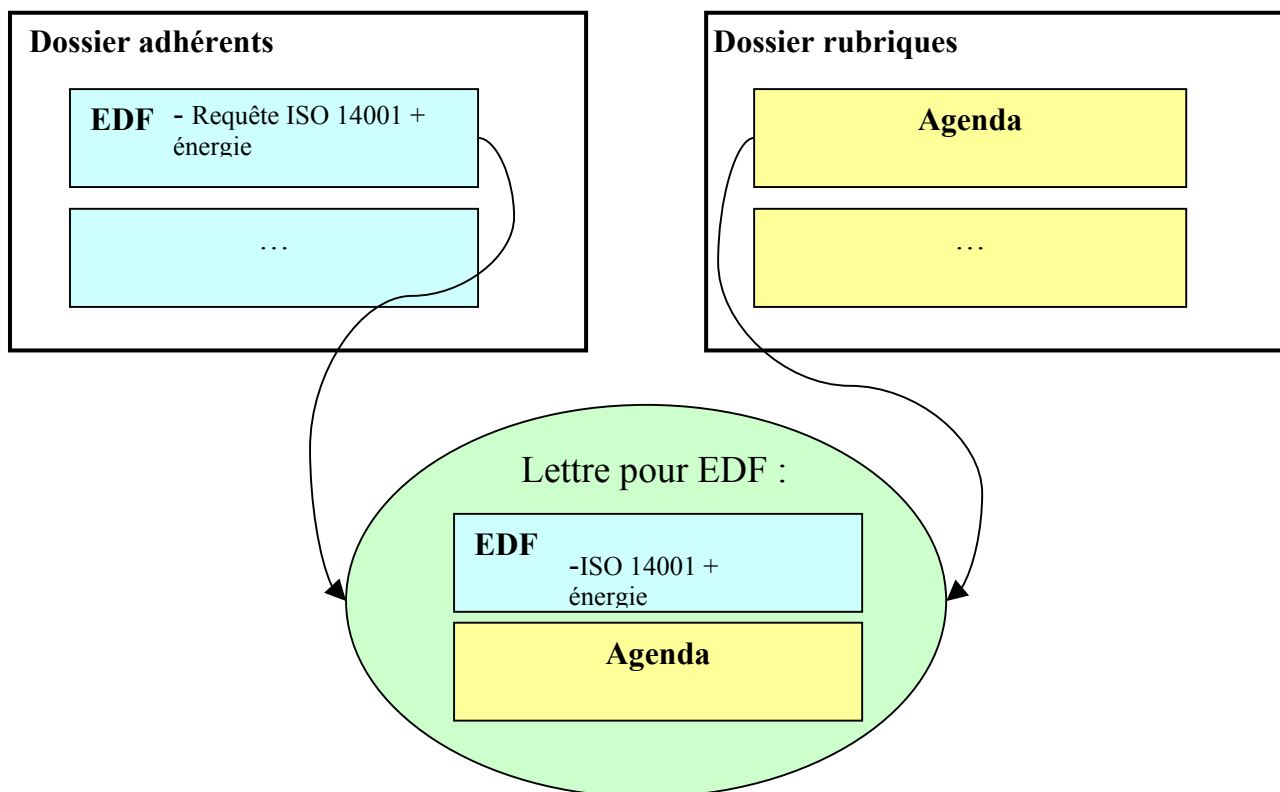 Dossier adhérents
EDF - Requête ISO 14001 +
énergie
…
Dossier rubriques
Agenda
…
Lettre pour EDF :
EDF
-ISO 14001 +
énergie
Agenda